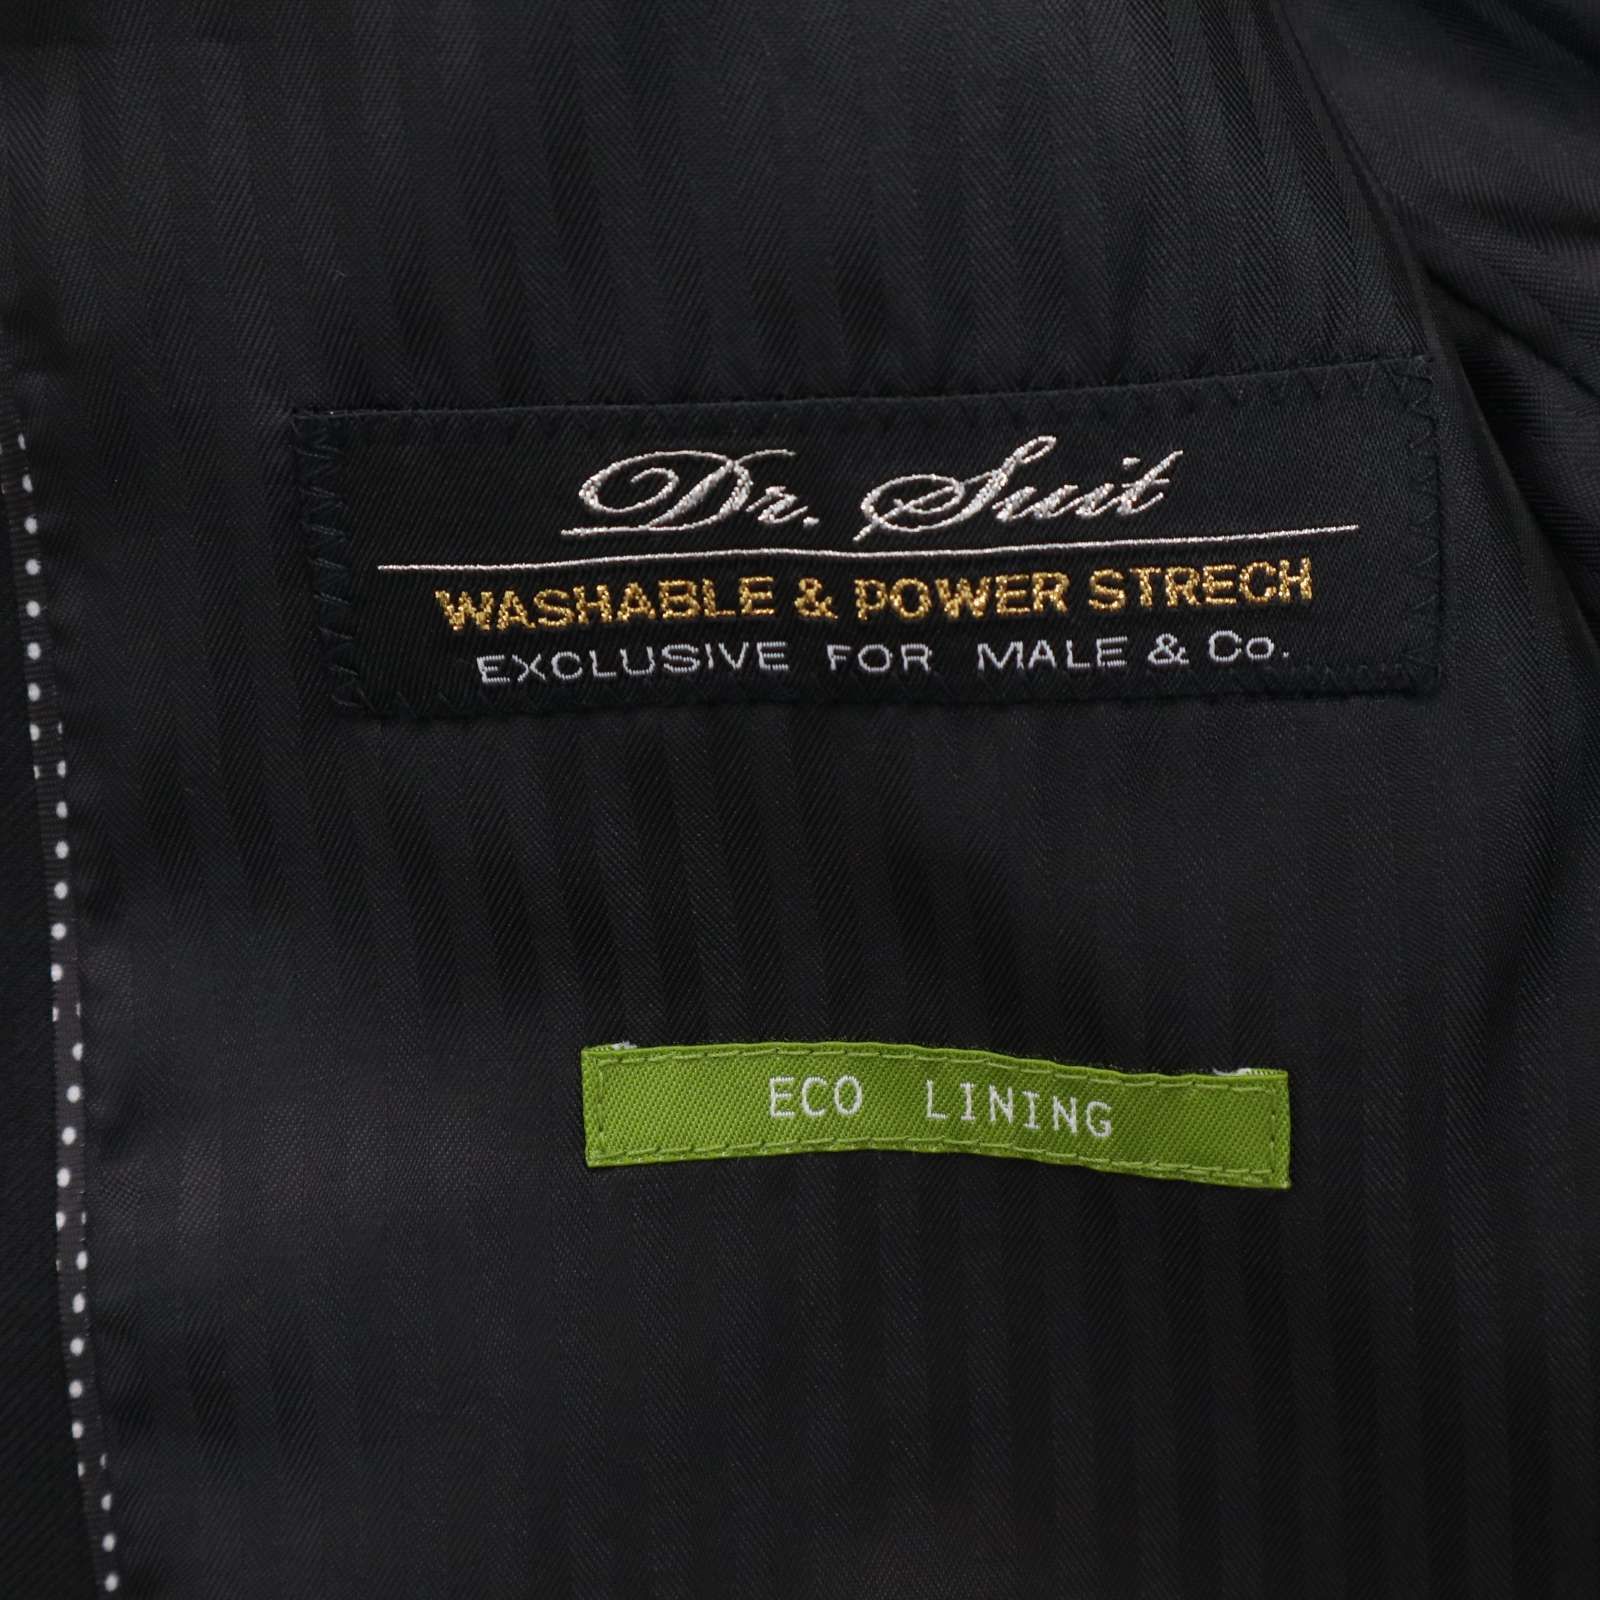 Dr. Suit
WASHABLE & POWER STRECH
EXCLUSIVE FOR MALE & Co.
ECO LINING